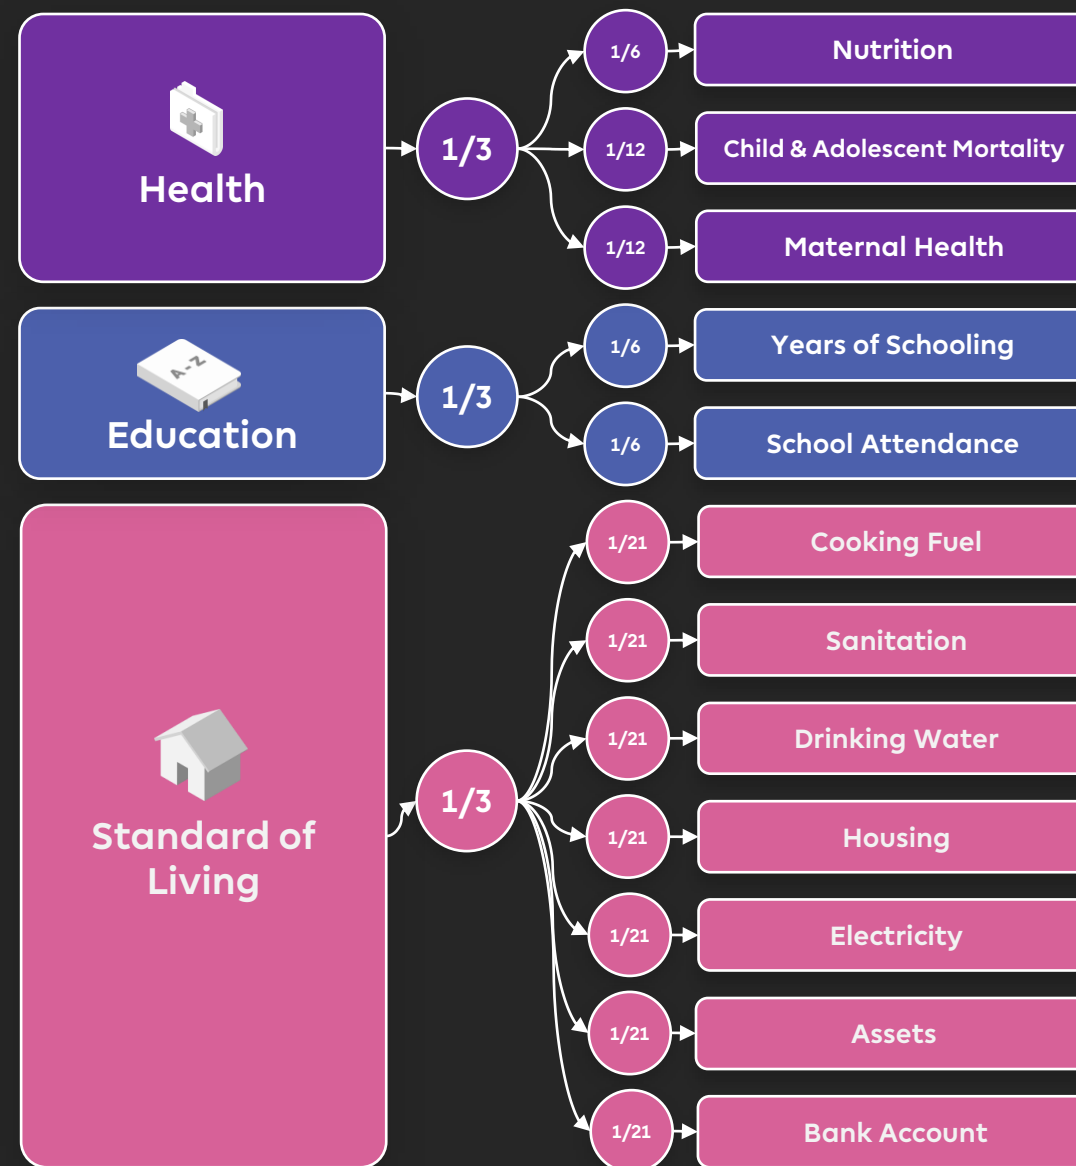 Health
1/3
1/6
Nutrition
1/12
Child & Adolescent Mortality
1/12
Maternal Health
A-Z
Education
1/3
1/6
Years of Schooling
1/6
School Attendance
Standard of
Living
1/3
1/21
Cooking Fuel
1/21
Sanitation
1/21
Drinking Water
1/21
Housing
1/21
Electricity
1/21
Assets
1/21
Bank Account